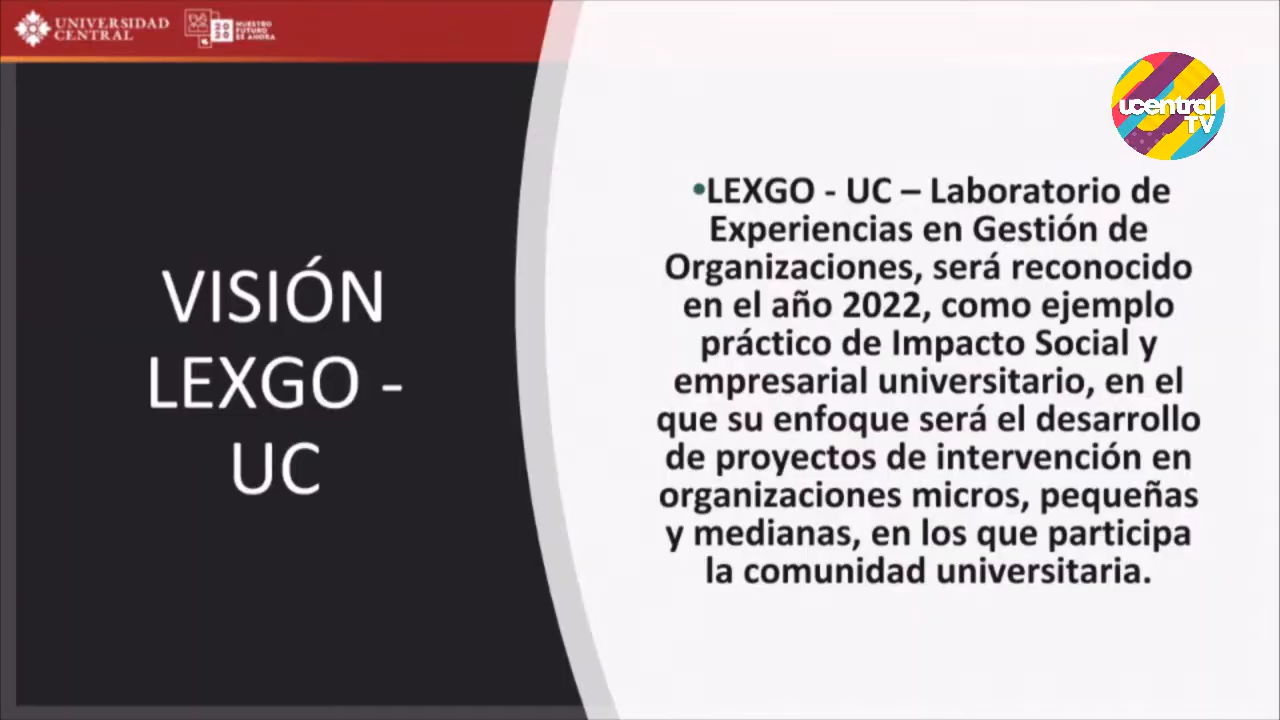 UNIVERSIDAD
CENTRAL
2030
NUESTRO
FUTURO
ES AHORA
ucentral
TV
VISIÓN
LEXGO -
UC
•LEXGO - UC – Laboratorio de
Experiencias en Gestión de
Organizaciones, será reconocido
en el año 2022, como ejemplo
práctico de Impacto Social y
empresarial universitario, en el
que su enfoque será el desarrollo
de proyectos de intervención en
organizaciones micros, pequeñas
y medianas, en los que participa
la comunidad universitaria.